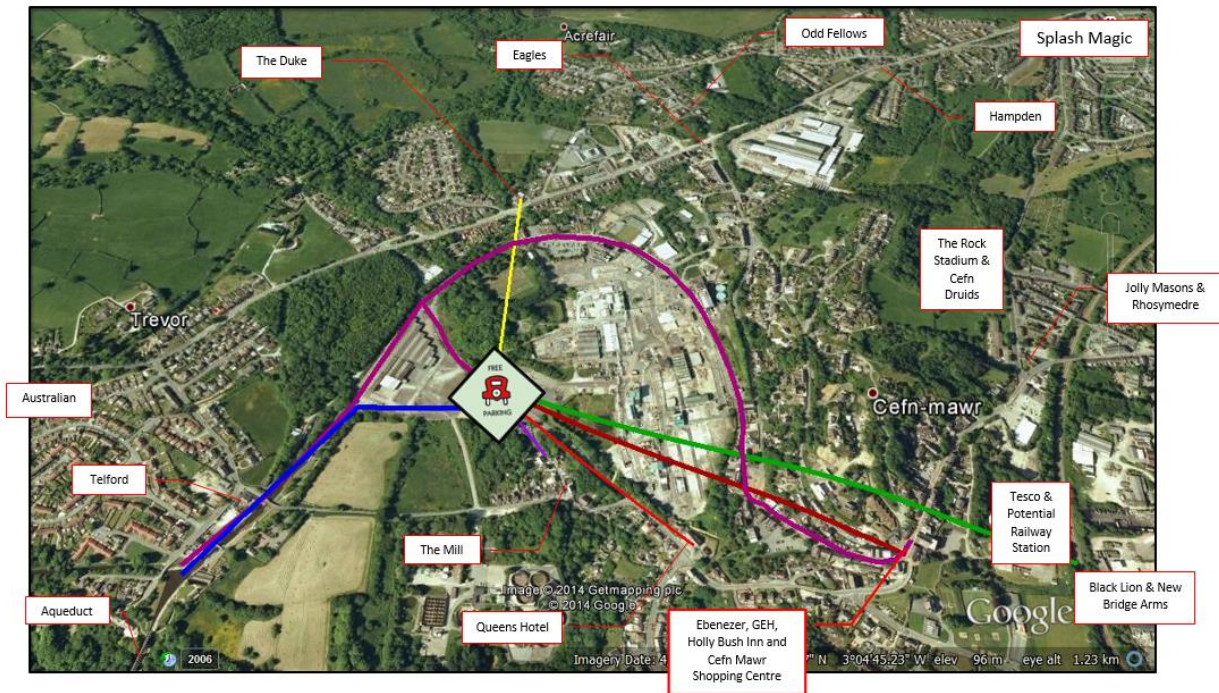 Odd Fellows
Acrefair
Splash Magic
Eagles
The Duke
Hampden
The Rock
Stadium &
Cefn
Druids
Jolly Masons &
Rhosymedre
Trevor
FREE
PARKING
Australian
Cefn-mawr
Telford
Tesco &
Potential
Railway
Station
The Mill
Image © 2014 Getmapping plc
© 2014 Google
Black Lion & New
Bridge Arms
Google
Aqueduct
Queens Hotel
Ebenezer, GEH,
Holly Bush Inn and
Cefn Mawr
Shopping Centre
2006
Imagery Date: 4
" N 3°04'45.23" W elev 96 m eye alt 1.23 km